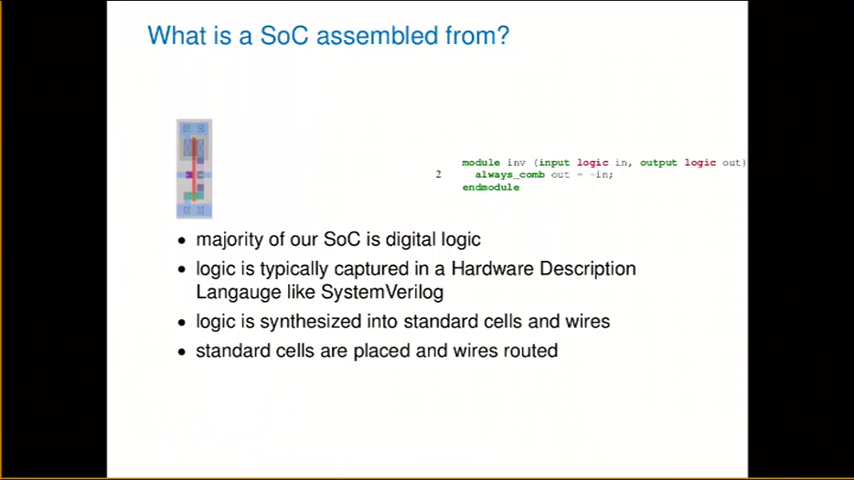 What is a SoC assembled from?
module inv (input logic in, output logic out)
2 always_comb out = ~in;
endmodule
• majority of our SoC is digital logic
• logic is typically captured in a Hardware Description
Langauge like SystemVerilog
• logic is synthesized into standard cells and wires
• standard cells are placed and wires routed